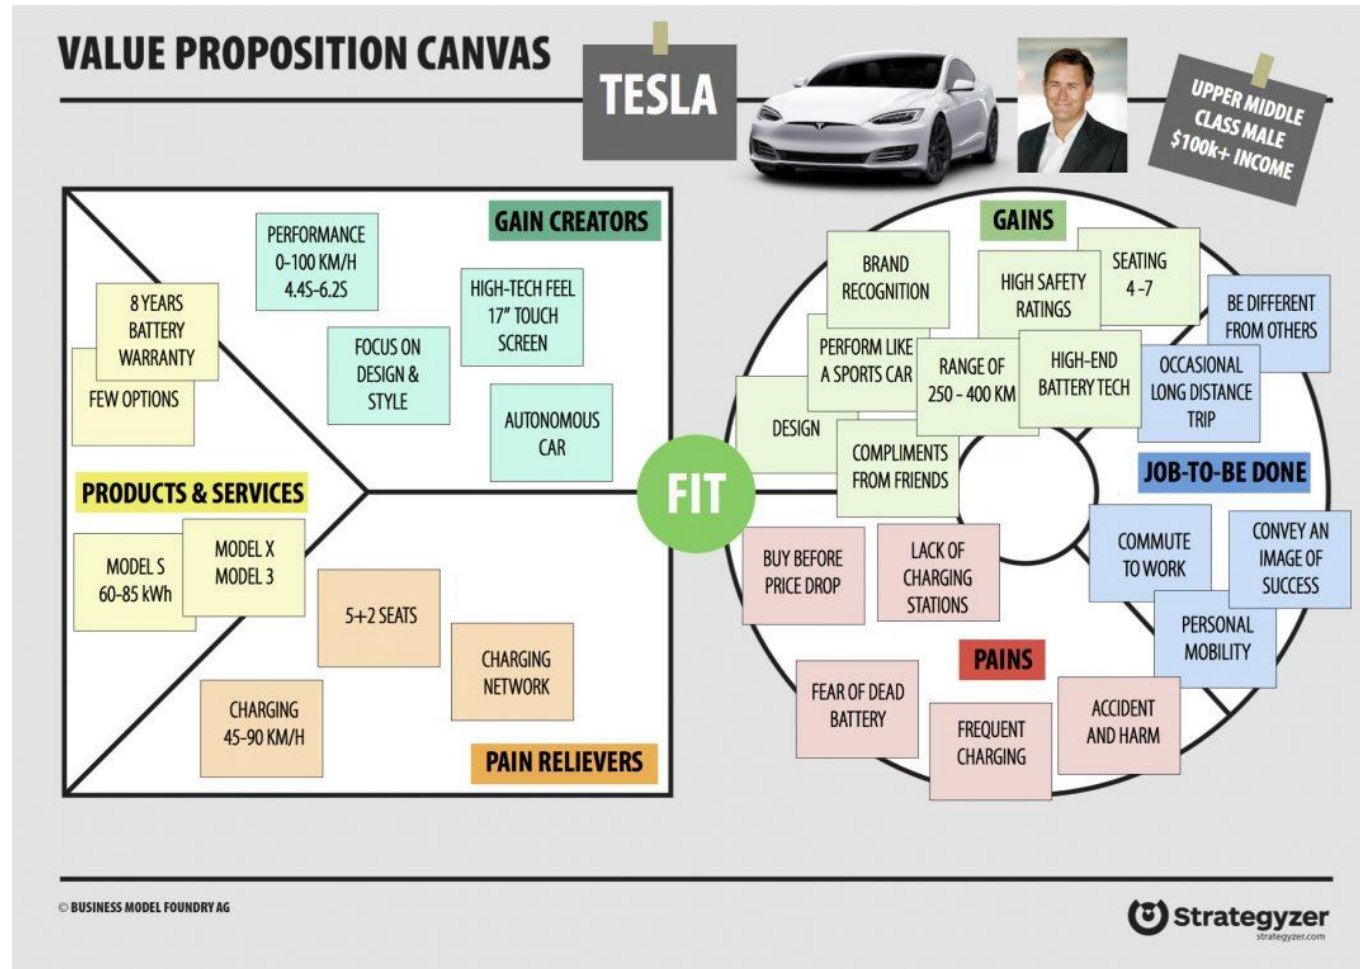 VALUE PROPOSITION CANVAS
TESLA
UPPER MIDDLE
CLASS MALE
$100k+ INCOME
GAIN CREATORS
PERFORMANCE
0-100 KM/H
4.4S-6.2S
HIGH-TECH FEEL
17” TOUCH
SCREEN
FOCUS ON
DESIGN &
STYLE
AUTONOMOUS
CAR
8 YEARS
BATTERY
WARRANTY
FEW OPTIONS
PRODUCTS & SERVICES
MODEL S
60-85 kWh
MODEL X
MODEL 3
5+2 SEATS
CHARGING
NETWORK
CHARGING
45-90 KM/H
PAIN RELIEVERS
FIT
GAINS
BRAND
RECOGNITION
HIGH SAFETY
RATINGS
SEATING
4 -7
PERFORM LIKE
A SPORTS CAR
RANGE OF
250 - 400 KM
HIGH-END
BATTERY TECH
DESIGN
COMPLIMENTS
FROM FRIENDS
BE DIFFERENT
FROM OTHERS
OCCASIONAL
LONG DISTANCE
TRIP
JOB-TO-BE DONE
COMMUTE
TO WORK
CONVEY AN
IMAGE OF
SUCCESS
PERSONAL
MOBILITY
BUY BEFORE
PRICE DROP
LACK OF
CHARGING
STATIONS
PAINS
FEAR OF DEAD
BATTERY
FREQUENT
CHARGING
ACCIDENT
AND HARM
© BUSINESS MODEL FOUNDRY AG
Strategyzer
strategyzer.com